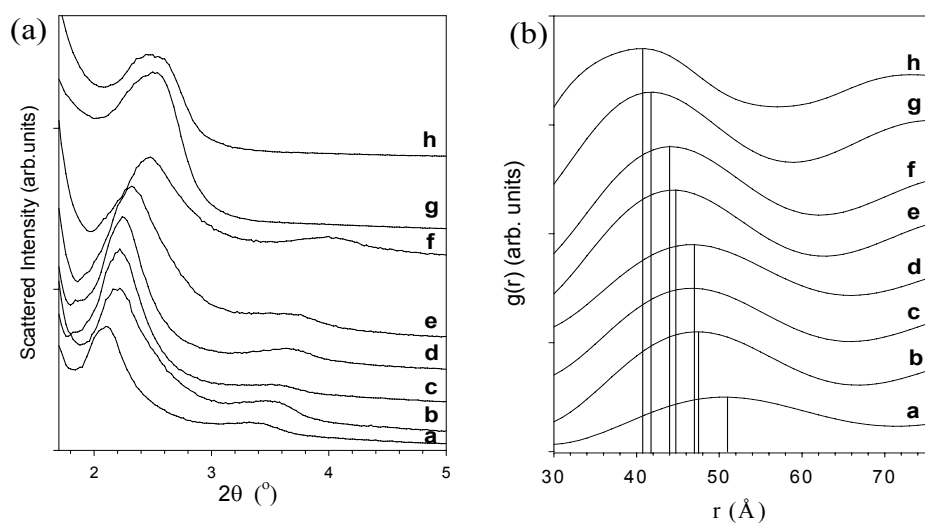 (a)
Scattered Intensity (arb.units)
h
g
f
e
d
c
b
a
2 3 4 5
2θ (°)
(b)
g(r) (arb. units)
h
g
f
e
d
c
b
a
30 40 50 60 70
r (Å)